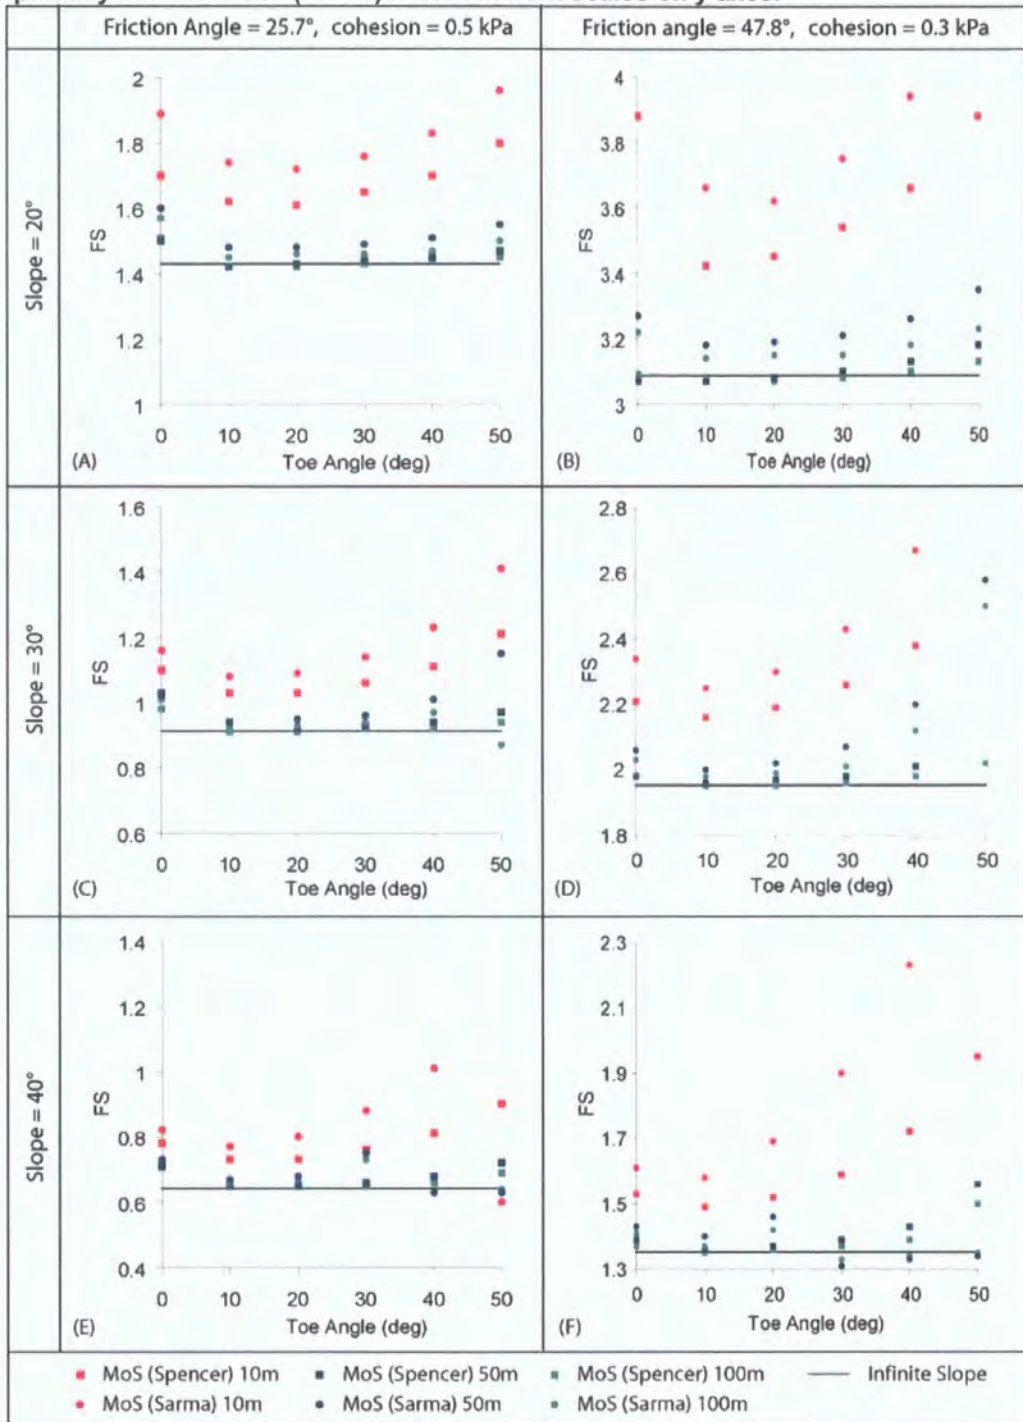 Friction Angle = 25.7°, cohesion = 0.5 kPa
Friction angle = 47.8°, cohesion = 0.3 kPa
Slope = 20°
FS
2
1.8
1.6
1.4
1.2
1
0 10 20 30 40 50
(A) Toe Angle (deg)
FS
4
3.8
3.6
3.4
3.2
3
0 10 20 30 40 50
(B) Toe Angle (deg)
Slope = 30°
FS
1.6
1.4
1.2
1
0.8
0.6
0 10 20 30 40 50
(C) Toe Angle (deg)
FS
2.8
2.6
2.4
2.2
2
1.8
0 10 20 30 40 50
(D) Toe Angle (deg)
Slope = 40°
FS
1.4
1.2
1
0.8
0.6
0.4
0 10 20 30 40 50
(E) Toe Angle (deg)
FS
2.3
2.1
1.9
1.7
1.5
1.3
0 10 20 30 40 50
(F) Toe Angle (deg)
MoS (Spencer) 10m MoS (Spencer) 50m MoS (Spencer) 100m Infinite Slope
MoS (Sarma) 10m MoS (Sarma) 50m MoS (Sarma) 100m